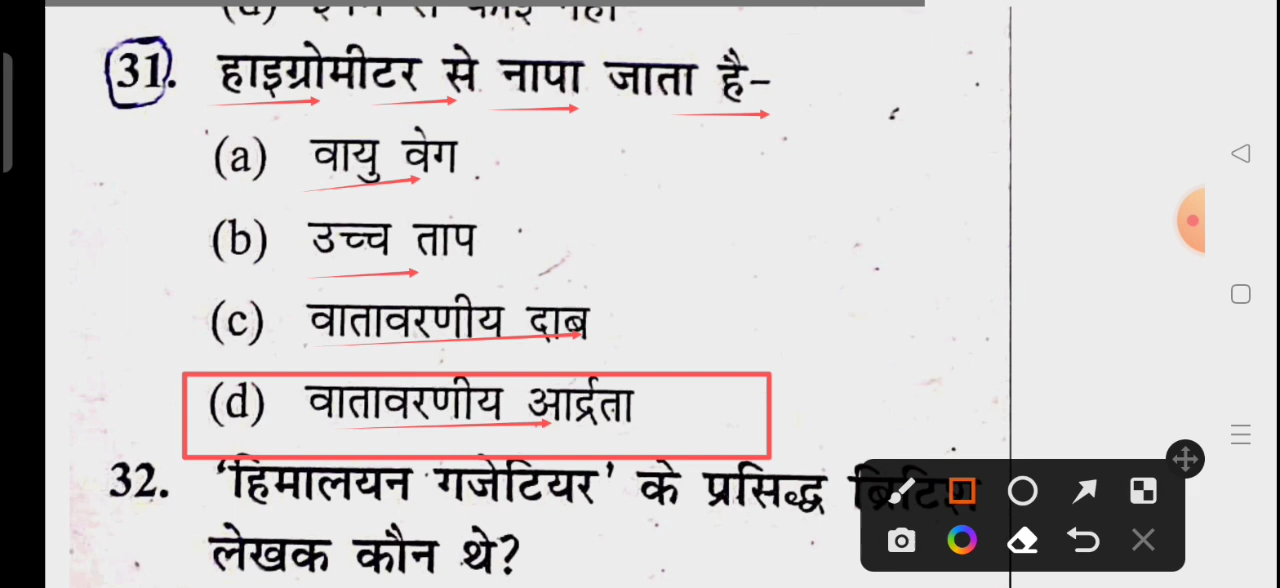 31. हाइग्रोमीटर से नापा जाता है-
(a) वायु वेग
(b) उच्च ताप
(c) वातावरणीय दाब
(d) वातावरणीय आर्द्रता
32. 'हिमालयन गजेटियर' के प्रसिद्ध ब्रिटिश
लेखक कौन थे?